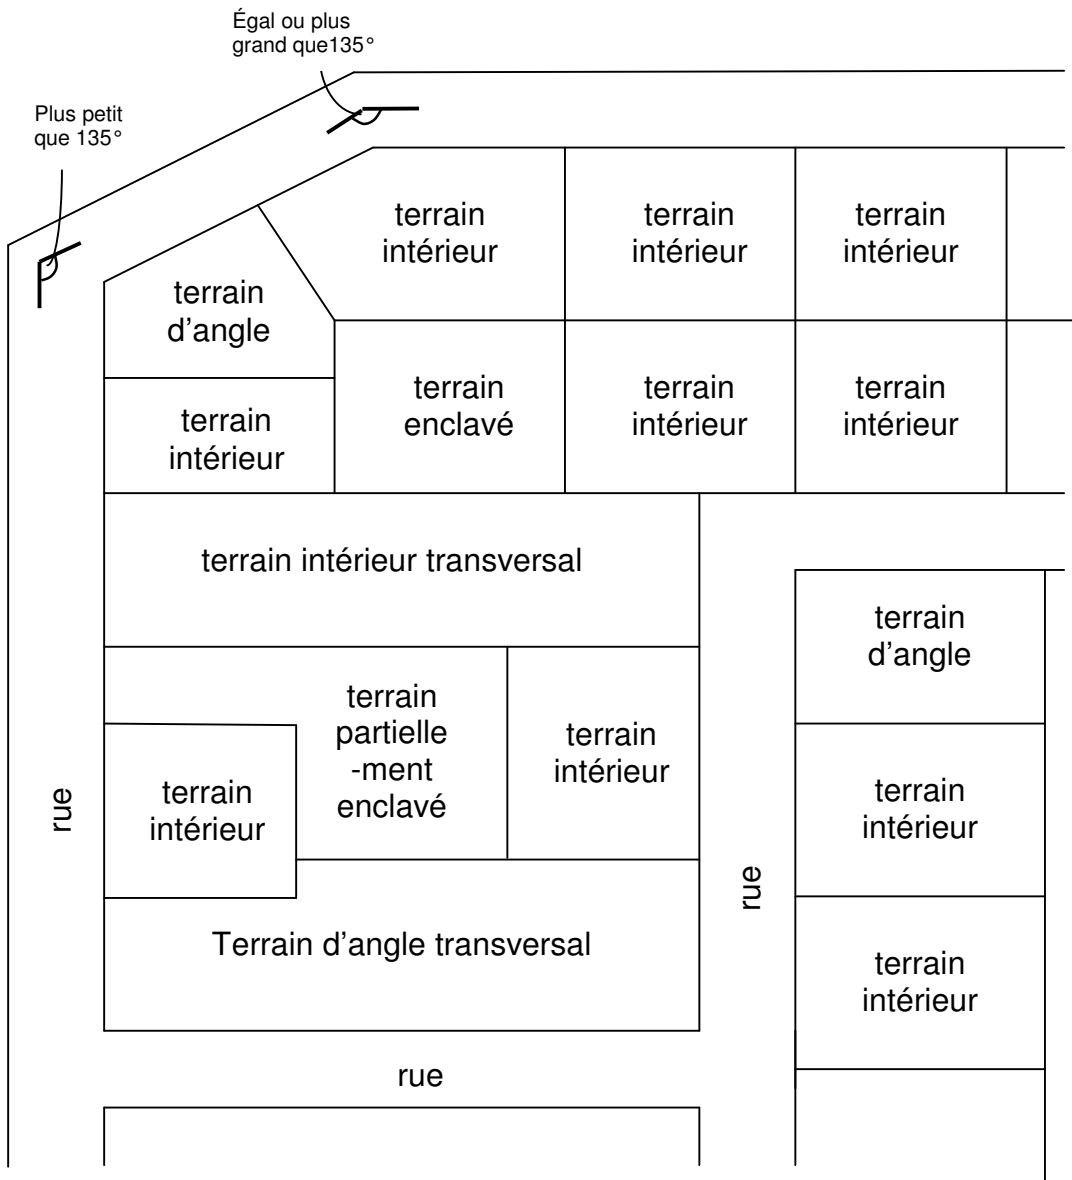 Égal ou plus
grand que135°
Plus petit
que 135°
terrain
intérieur
terrain
intérieur
terrain
intérieur
terrain
d'angle
terrain
enclavé
terrain
intérieur
terrain
intérieur
terrain
intérieur
terrain intérieur transversal
terrain
d'angle
terrain
partielle
-ment
enclavé
terrain
intérieur
terrain
intérieur
terrain
intérieur
rue
rue
Terrain d'angle transversal
terrain
intérieur
rue